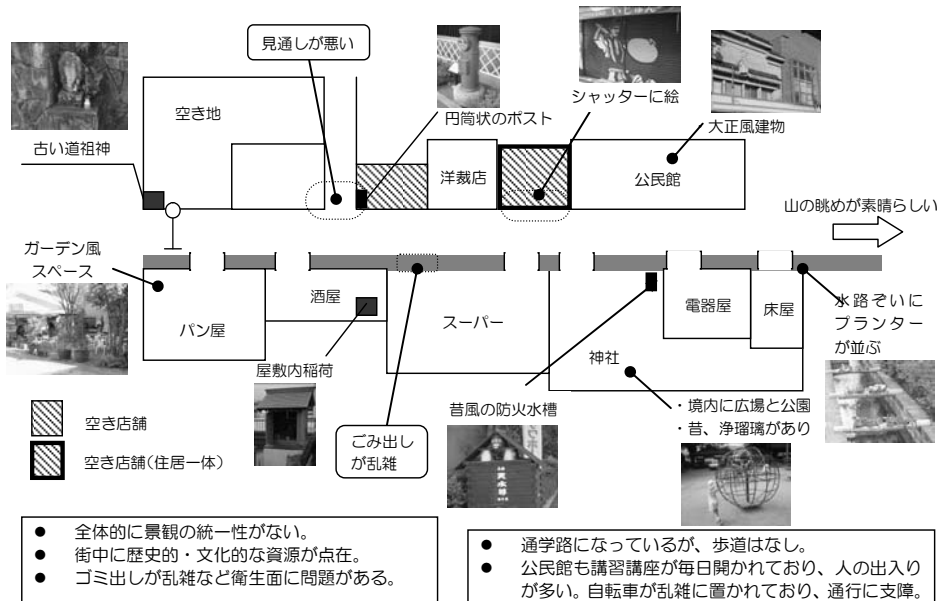 見通しが悪い
空き地
古い道祖神
円筒状のポスト
シャッターに絵
大正風建物
洋裁店
公民館
山の眺めが素晴らしい
ガーデン風
スペース
パン屋
酒屋
屋敷内稲荷
スーパー
電器屋
床屋
神社
水路ぞいに
プランター
が並ぶ
昔風の防火水槽
・境内に広場と公園
・昔、浄瑠璃があり
ごみ出し
が乱雑
空き店舗
空き店舗(住居一体)
● 全体的に景観の統一性がない。
● 街中に歴史的・文化的な資源が点在。
● ゴミ出しが乱雑など衛生面に問題がある。
● 通学路になっているが、歩道はなし。
● 公民館も講習講座が毎日開かれており、人の出入り
が多い。自転車が乱雑に置かれており、通行に支障。